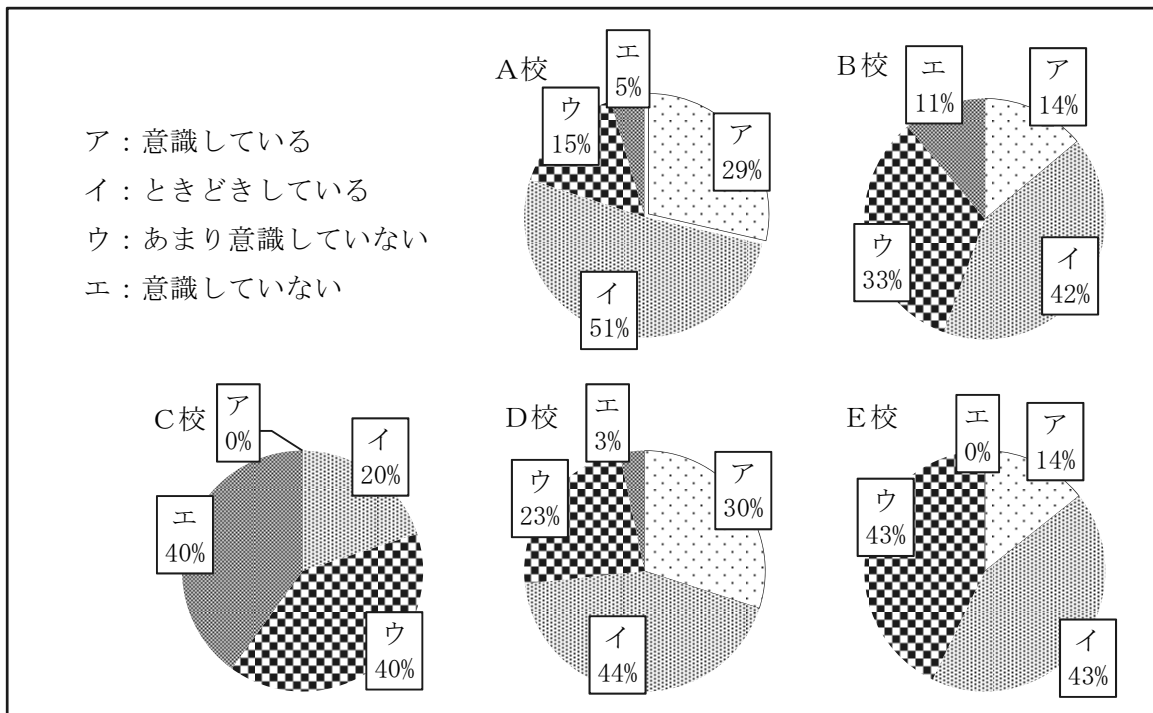 ア：意識している
イ：ときどきしている
ウ：あまり意識していない
エ：意識していない
A校
エ
5%
ウ
15%
ア
29%
イ
51%
B校
エ
11%
ア
14%
ウ
33%
イ
42%
C校
ア
0%
イ
20%
エ
40%
ウ
40%
D校
エ
3%
ウ
23%
ア
30%
イ
44%
E校
エ
0%
ア
14%
ウ
43%
イ
43%